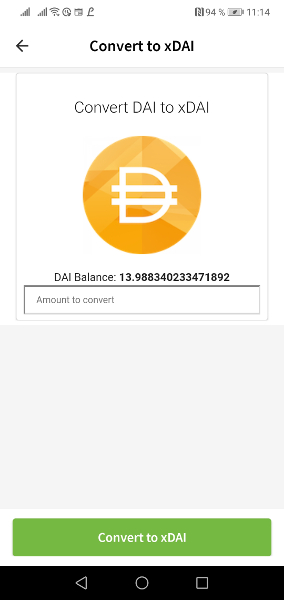 94 % 11:14
Convert to xDAI
Convert DAI to xDAI
DAI Balance: 13.988340233471892
Amount to convert
Convert to xDAI